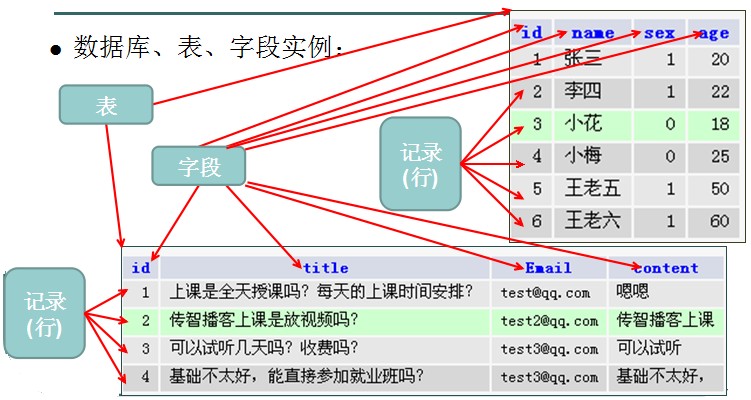 数据库、表、字段实例：
表
字段
记录
(行)
id name sex age
1 张三 1 20
2 李四 1 22
3 小花 0 18
4 小梅 0 25
5 王老五 1 50
6 王老六 1 60
记录
(行)
id title Email content
1 上课是全天授课吗？每天的上课时间安排？ test@qq.com 嗯嗯
2 传智播客上课是放视频吗？ test2@qq.com 传智播客上课
3 可以试听几天吗？收费吗？ test3@qq.com 可以试听
4 基础不太好，能直接参加就业班吗？ test3@qq.com 基础不太好，